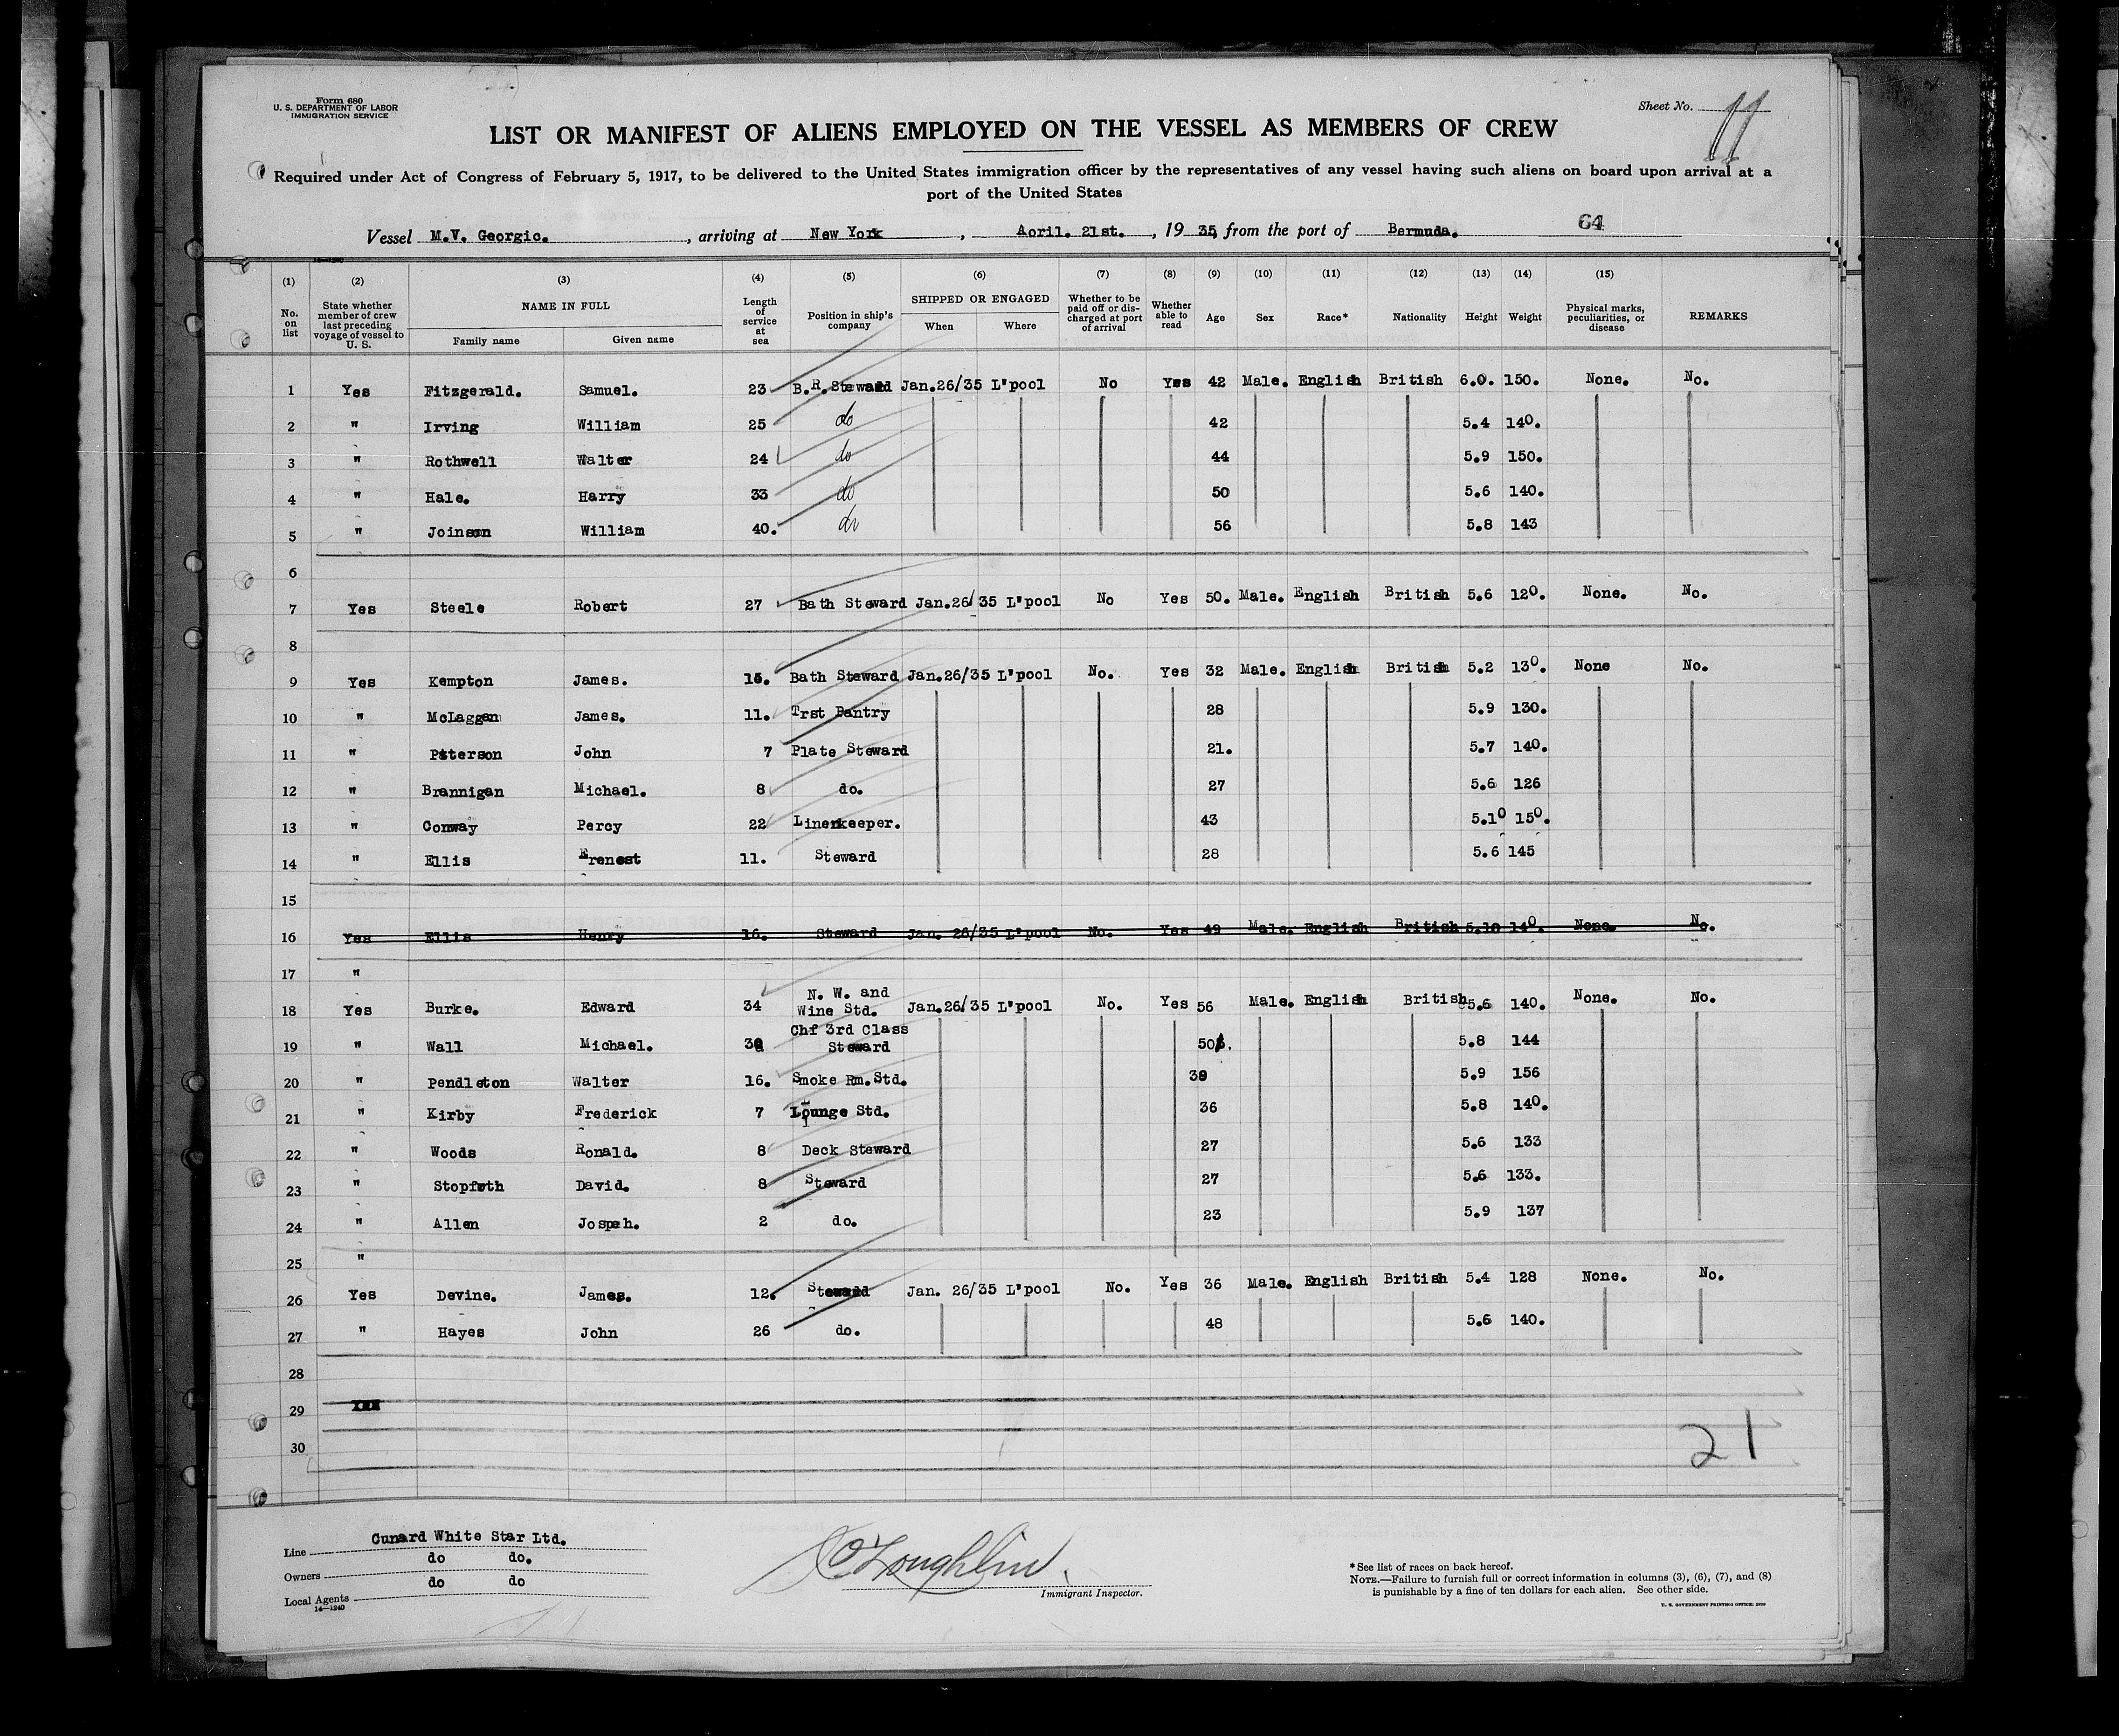 Form 680
U. S. DEPARTMENT OF LABOR
IMMIGRATION SERVICE
Sheet No. 11
LIST OR MANIFEST OF ALIENS EMPLOYED ON THE VESSEL AS MEMBERS OF CREW
Required under Act of Congress of February 5, 1917, to be delivered to the United States immigration officer by the representatives of any vessel having such aliens on board upon arrival at a
port of the United States
64
Vessel M.V. Georgic. , arriving at New York , April. 21st. , 19 35, from the port of Bermuda.
(1) (2) (3) (4) (5) (6) (7) (8) (9) (10) (11) (12) (13) (14) (15)
No. on list
State whether member of crew last preceding voyage of vessel to U. S.
NAME IN FULL
Family name Given name
Length of service at sea
Position in ship's company
SHIPPED OR ENGAGED
When Where
Whether to be paid off or discharged at port of arrival
Whether able to read
Age Sex Race* Nationality Height Weight
Physical marks, peculiarities, or disease
REMARKS
1 Yes Fitzgerald. Samuel. 23 B.R. Steward Jan.26/35 L'pool No Yes 42 Male. English British 6.0. 150. None. No.
2 " Irving William 25 do 42 5.4 140.
3 " Rothwell Walter 24 do 44 5.9 150.
4 " Hale. Harry 33 do 50 5.6 140.
5 " Joinson William 40. do 56 5.8 143
6
7 Yes Steele Robert 27 Bath Steward Jan.26/35 L'pool No Yes 50. Male. English British 5.6 120. None. No.
8
9 Yes Kempton James. 15. Bath Steward Jan.26/35 L'pool No. Yes 32 Male. English British 5.2 130. None No.
10 " McLaggan James. 11. Trst Pantry 28 5.9 130.
11 " Paterson John 7 Plate Steward 21. 5.7 140.
12 " Brannigan Michael. 8 do. 27 5.6 126
13 " Conway Percy 22 Linenkeeper. 43 5.10 150.
14 " Ellis Erenest 11. Steward 28 5.6 145
15
16 Yes Ellis Henry 16. Steward Jan. 26/35 L'pool No. Yes 49 Male. English British 5.10 140. None. No.
17 "
18 Yes Burke. Edward 34 N. W. and Wine Std. Jan.26/35 L'pool No. Yes 56 Male. English British 5.6 140. None. No.
19 " Wall Michael. Chf 3rd Class Steward 5.8 144
20 " Pendleton Walter 16. Smoke Rm. Std. 39 5.9 156
21 " Kirby Frederick 7 Lounge Std. 36 5.8 140.
22 " Woods Ronald. 8 Deck Steward 27 5.6 133
23 " Stopforth David. 8 Steward 27 5.6 133.
24 " Allen Jospeh. 2 do. 23 5.9 137
25 "
26 Yes Devine. James. 12. Steward Jan. 26/35 L'pool No. Yes 36 Male. English British 5.4 128 None. No.
27 " Hayes John 26 do. 48 5.6 140.
28
29 XXX
30
21
Line Cunard White Star Ltd.
Owners do do.
Local Agents do do
14—1240
O'Loughlin.
Immigrant Inspector.
*See list of races on back hereof.
NOTE.—Failure to furnish full or correct information in columns (3), (6), (7), and (8)
is punishable by a fine of ten dollars for each alien. See other side.